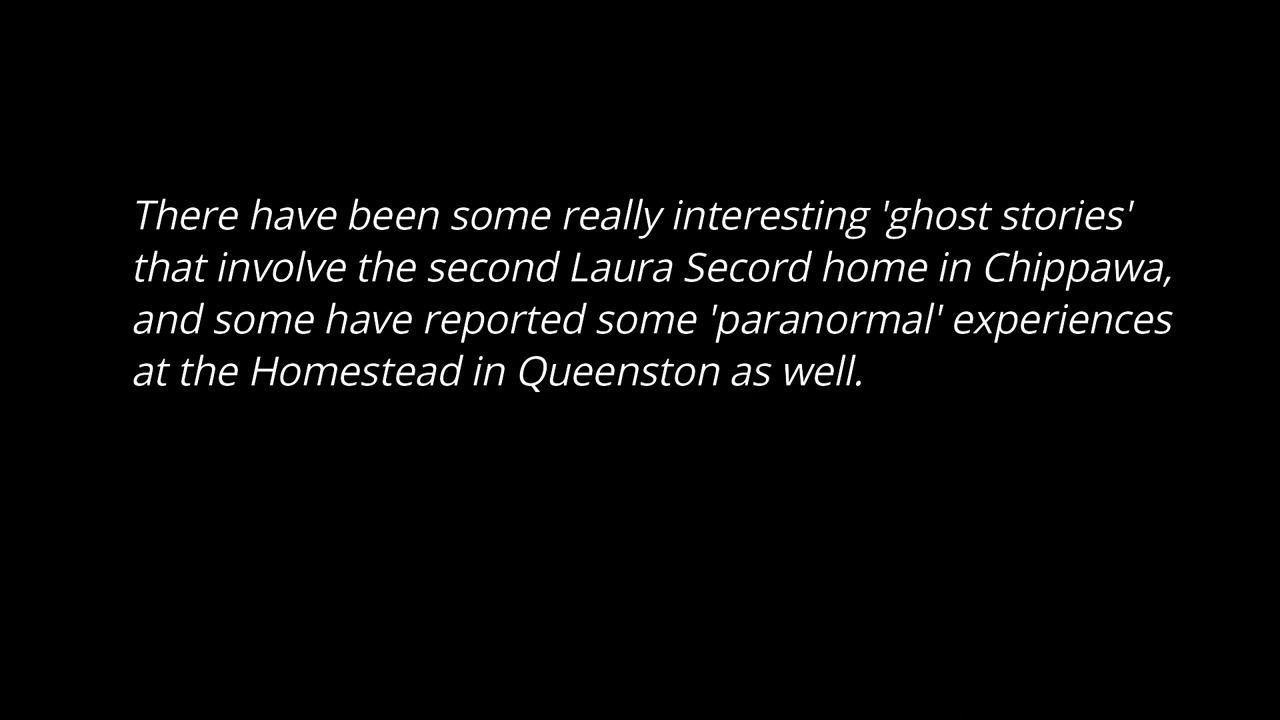 There have been some really interesting 'ghost stories'
that involve the second Laura Secord home in Chippawa,
and some have reported some 'paranormal' experiences
at the Homestead in Queenston as well.